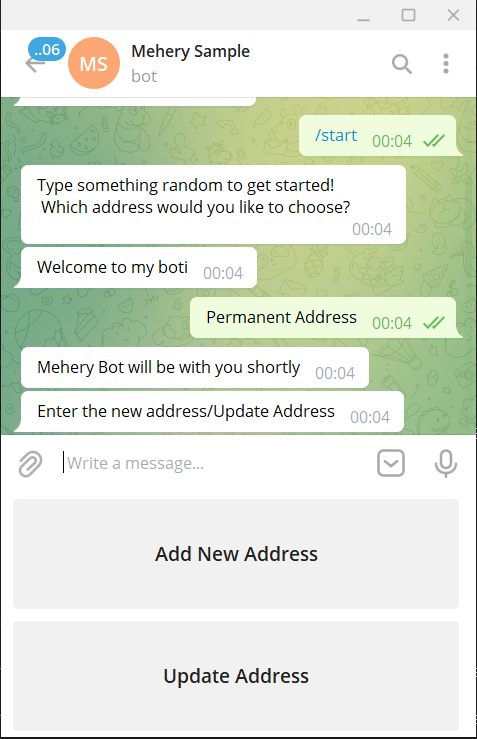 ..06
MS
Mehery Sample
bot
/start 00:04
Type something random to get started!
Which address would you like to choose?
00:04
Welcome to my boti 00:04
Permanent Address 00:04
Mehery Bot will be with you shortly 00:04
Enter the new address/Update Address 00:04
Write a message...
Add New Address
Update Address